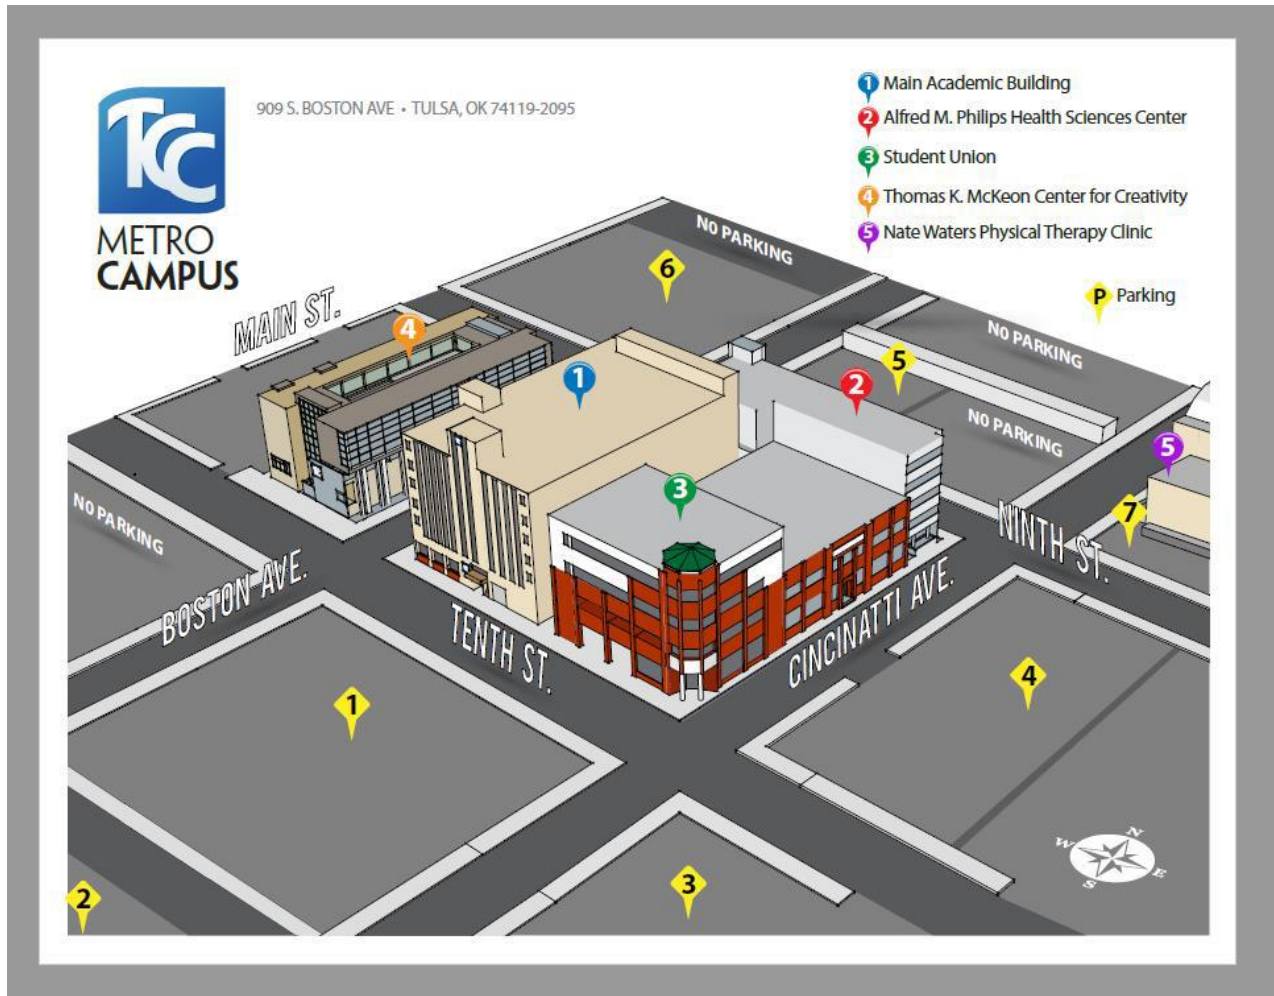 TCC
METRO
CAMPUS
909 S. BOSTON AVE • TULSA, OK 74119-2095
1 Main Academic Building
2 Alfred M. Philips Health Sciences Center
3 Student Union
4 Thomas K. McKeon Center for Creativity
5 Nate Waters Physical Therapy Clinic
P Parking
NO PARKING
6
MAIN ST.
4
NO PARKING
5
1
2
NO PARKING
5
3
7
NO PARKING
NINTH ST.
BOSTON AVE.
TENTH ST.
CINCINATTI AVE.
4
1
N
W
E
S
2
3